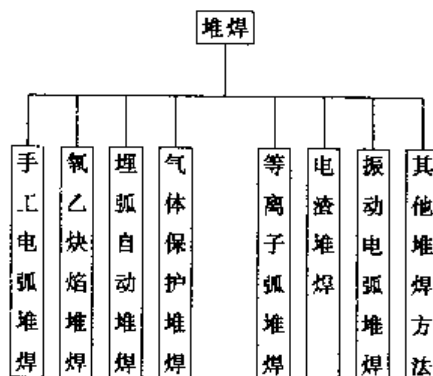 堆焊
手工电弧堆焊
氧乙炔焰堆焊
埋弧自动堆焊
气体保护堆焊
等离子弧堆焊
电渣堆焊
振动电弧堆焊
其他堆焊方法